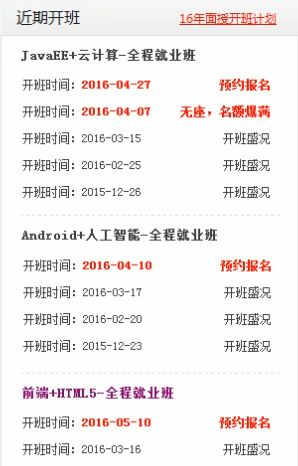 近期开班 16年面授开班计划
JavaEE+云计算-全程就业班
开班时间：2016-04-27 预约报名
开班时间：2016-04-07 无座，名额爆满
开班时间：2016-03-15 开班盛况
开班时间：2016-02-25 开班盛况
开班时间：2015-12-26 开班盛况
Android+人工智能-全程就业班
开班时间：2016-04-10 预约报名
开班时间：2016-03-17 开班盛况
开班时间：2016-02-20 开班盛况
开班时间：2015-12-23 开班盛况
前端+HTML5-全程就业班
开班时间：2016-05-10 预约报名
开班时间：2016-03-16 开班盛况